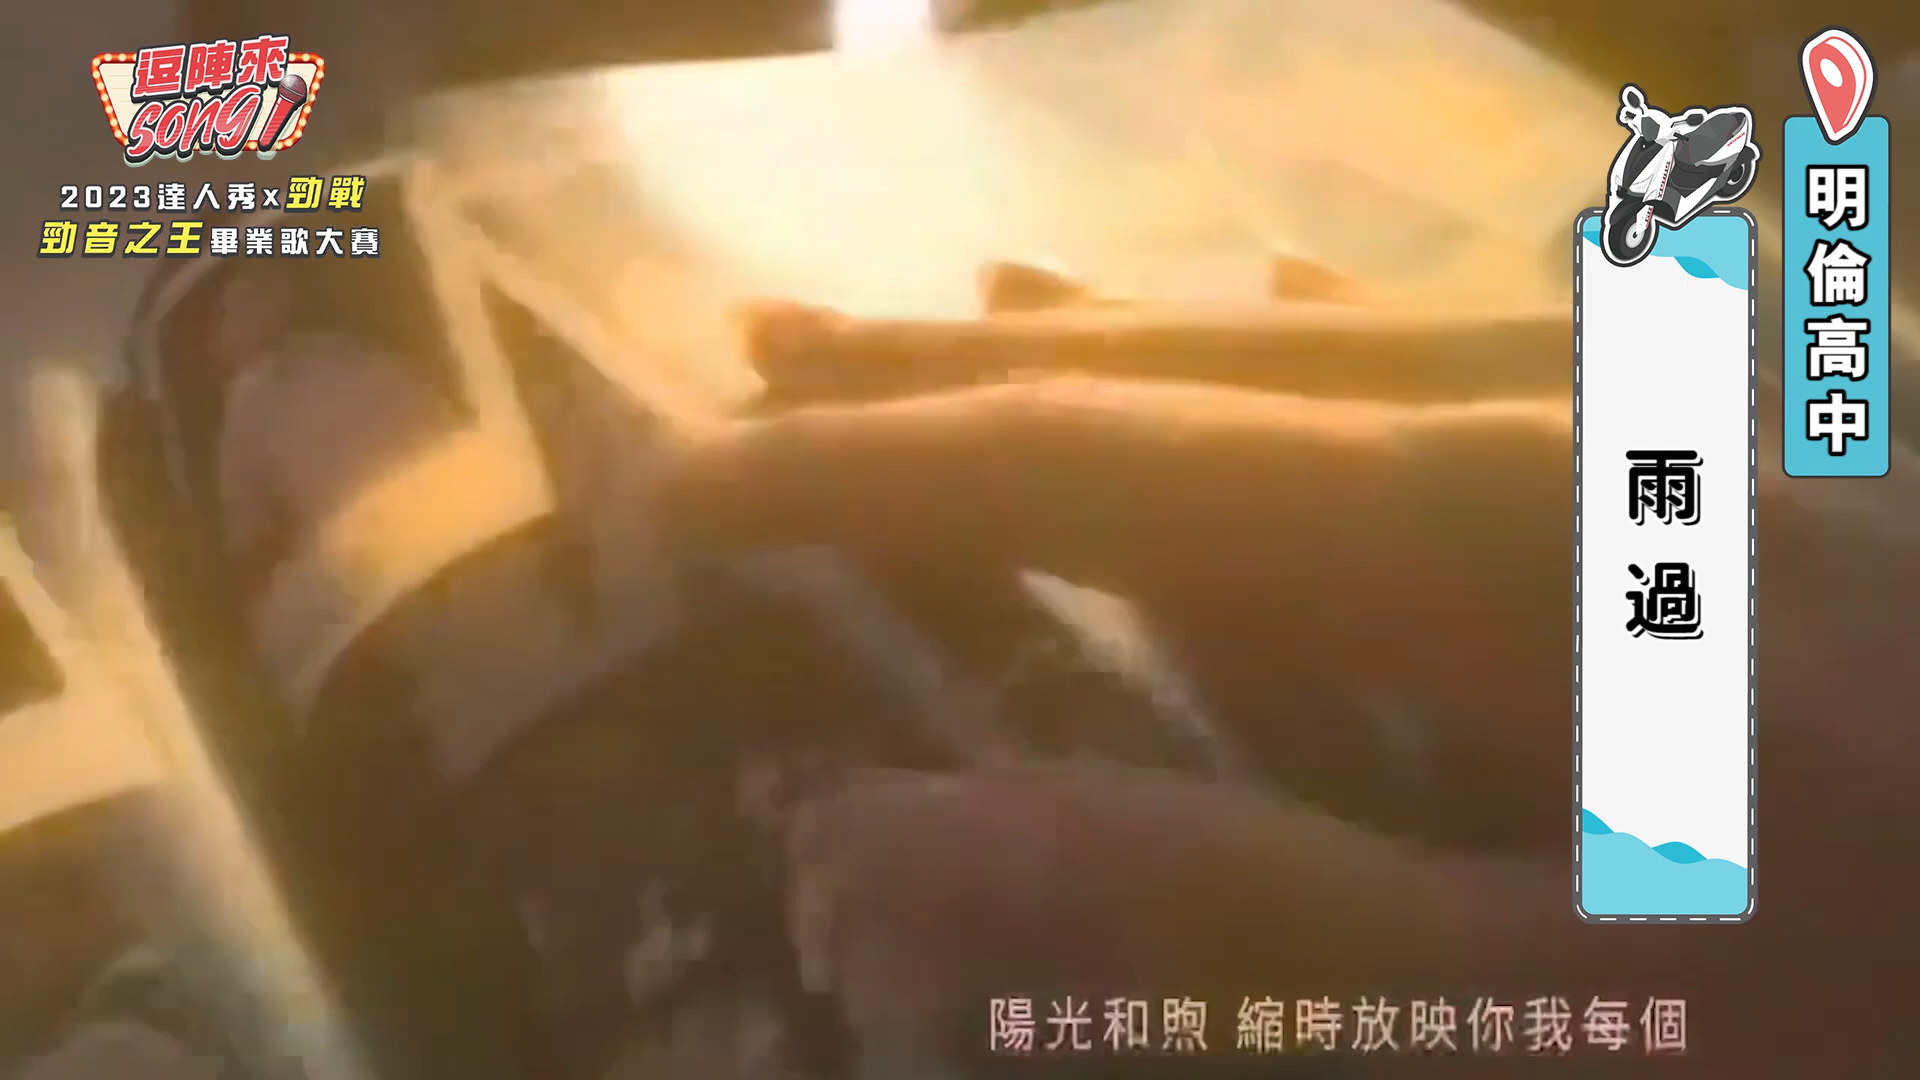 逗陣來
song
2023達人秀x勁戰
勁音之王畢業歌大賽
明倫高中
雨過
陽光和煦 縮時放映你我每個